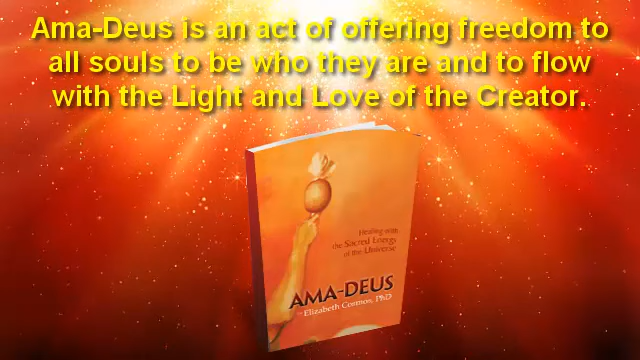 Ama-Deus is an act of offering freedom to
all souls to be who they are and to flow
with the Light and Love of the Creator.
Healing with
the Sacred Energy
of the Universe
AMA-DEUS
Elizabeth Cosmos, PhD